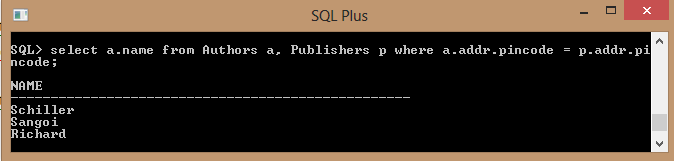 SQL Plus
SQL> select a.name from Authors a, Publishers p where a.addr.pincode = p.addr.pi
ncode;
NAME
--------------------------------------------------
Schiller
Sangoi
Richard